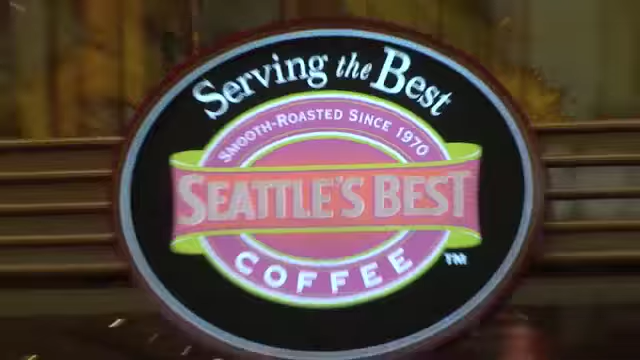 Serving the Best
SMOOTH-ROASTED SINCE 1970
SEATTLE'S BEST
COFFEE TM